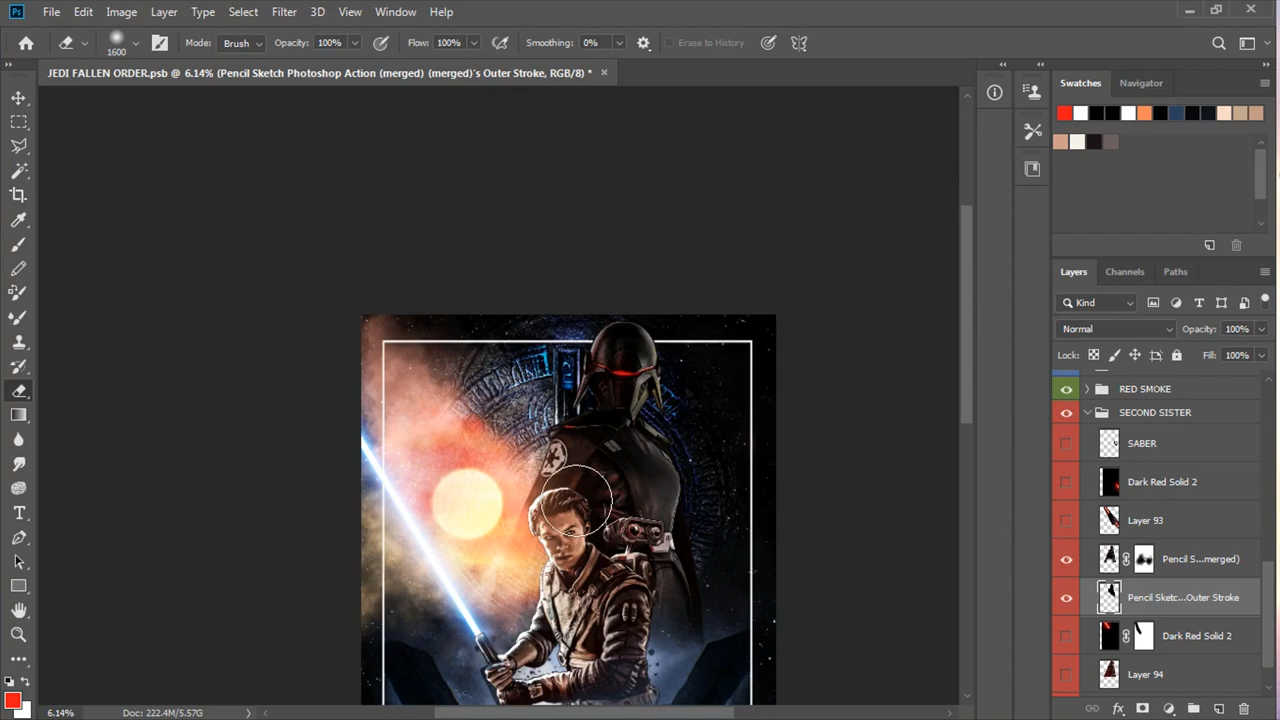 Ps File Edit Image Layer Type Select Filter 3D View Window Help
1600 Mode: Brush Opacity: 100% Flow: 100% Smoothing: 0% Erase to History
JEDI FALLEN ORDER.psb @ 6.14% (Pencil Sketch Photoshop Action (merged) (merged)'s Outer Stroke, RGB/8) * ×
Swatches Navigator
Layers Channels Paths
Kind
Normal Opacity: 100%
Lock: Fill: 100%
RED SMOKE
SECOND SISTER
SABER
Dark Red Solid 2
Layer 93
Pencil S...merged)
Pencil Sketc...Outer Stroke
Dark Red Solid 2
Layer 94
6.14% Doc: 222.4M/5.57G